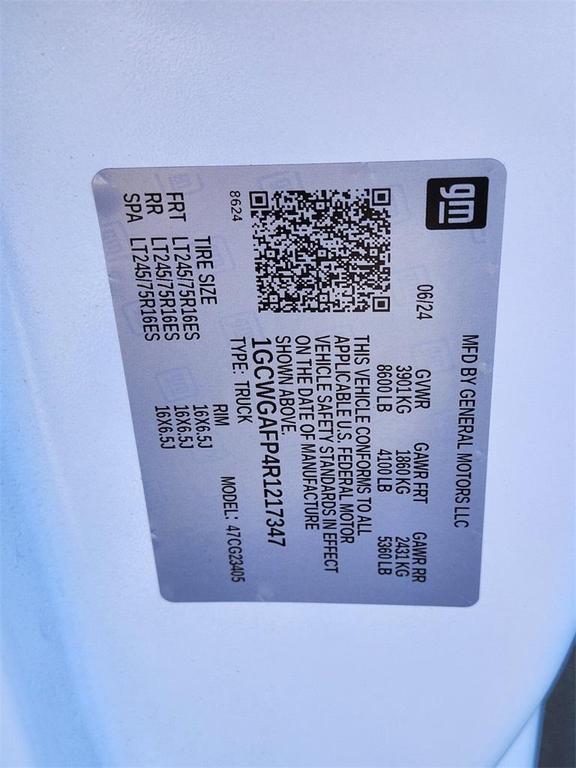 gm
MFD BY GENERAL MOTORS LLC
06/24
GVWR GAWR FRT GAWR RR
3901 KG 1860 KG 2431 KG
8600 LB 4100 LB 5360 LB
THIS VEHICLE CONFORMS TO ALL
APPLICABLE U.S. FEDERAL MOTOR
VEHICLE SAFETY STANDARDS IN EFFECT
ON THE DATE OF MANUFACTURE
SHOWN ABOVE.
1GCWGAFP4R1217347
TYPE: TRUCK
8624
MODEL: 47CG23405
TIRE SIZE RIM
FRT LT245/75R16ES 16X6.5J
RR LT245/75R16ES 16X6.5J
SPA LT245/75R16ES 16X6.5J